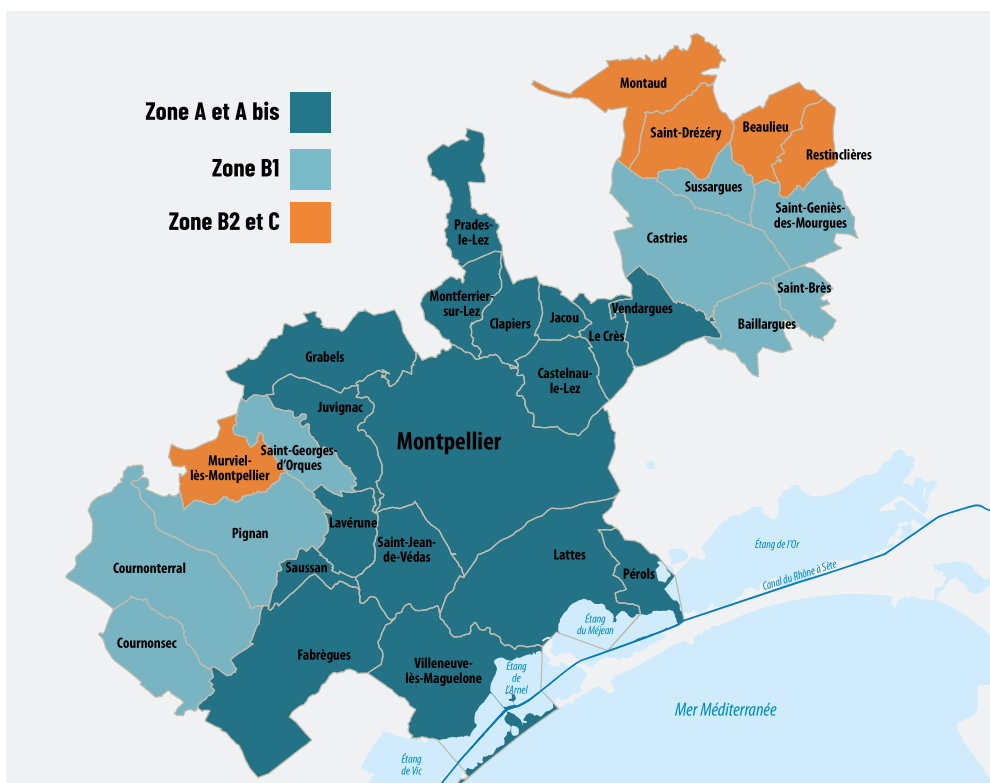 Zone A et A bis
Zone B1
Zone B2 et C
Montaud
Saint-Drézéry
Beaulieu
Restinclières
Sussargues
Saint-Geniès-
des-Mourgues
Castries
Saint-Brès
Baillargues
Vendargues
Prades-
le-Lez
Montferrier-
sur-Lez
Clapiers
Jacou
Le Crès
Castelnau-
le-Lez
Grabels
Juvignac
Montpellier
Saint-Georges-
d'Orques
Murviel-
lès-Montpellier
Pignan
Lavérune
Saint-Jean-
de-Védas
Lattes
Pérols
Saussan
Cournonterral
Cournonsec
Fabrègues
Villeneuve-
lès-Maguelone
Étang de l'Or
Canal du Rhône à Sète
Étang
du Méjean
Étang
de
l'Arnel
Mer Méditerranée
Étang
de Vic